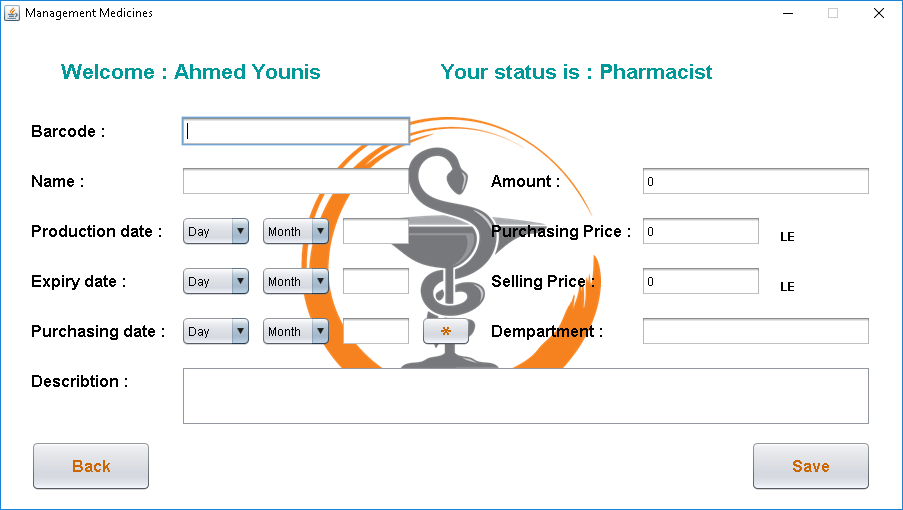 Management Medicines
Welcome : Ahmed Younis Your status is : Pharmacist
Barcode :
Name : Amount : 0
Production date : Day Month Purchasing Price : 0 LE
Expiry date : Day Month Selling Price : 0 LE
Purchasing date : Day Month * Dempartment :
Describtion :
Back Save